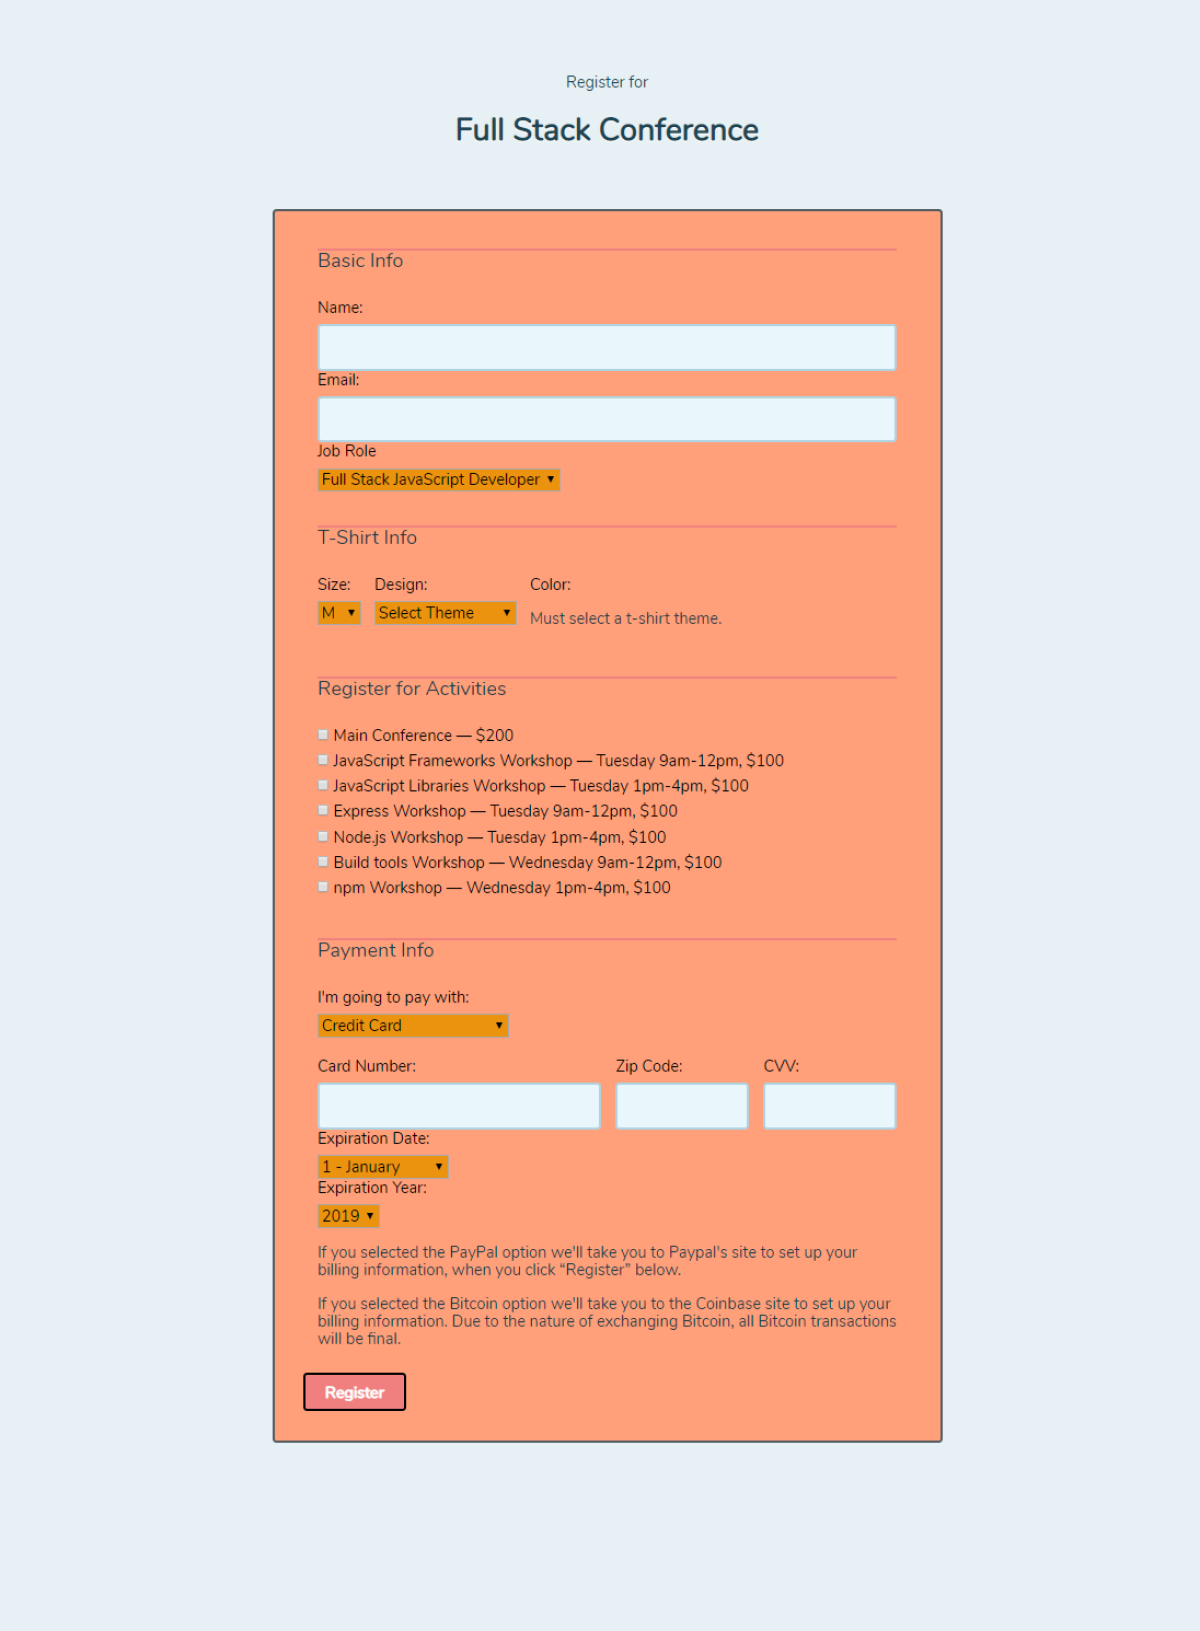 Register for
Full Stack Conference
Basic Info
Name:
Email:
Job Role
Full Stack JavaScript Developer
T-Shirt Info
Size: Design: Color:
M Select Theme Must select a t-shirt theme.
Register for Activities
Main Conference — $200
JavaScript Frameworks Workshop — Tuesday 9am-12pm, $100
JavaScript Libraries Workshop — Tuesday 1pm-4pm, $100
Express Workshop — Tuesday 9am-12pm, $100
Node.js Workshop — Tuesday 1pm-4pm, $100
Build tools Workshop — Wednesday 9am-12pm, $100
npm Workshop — Wednesday 1pm-4pm, $100
Payment Info
I'm going to pay with:
Credit Card
Card Number: Zip Code: CVV:
Expiration Date:
1 - January
Expiration Year:
2019
If you selected the PayPal option we'll take you to Paypal's site to set up your
billing information, when you click “Register” below.
If you selected the Bitcoin option we'll take you to the Coinbase site to set up your
billing information. Due to the nature of exchanging Bitcoin, all Bitcoin transactions
will be final.
Register